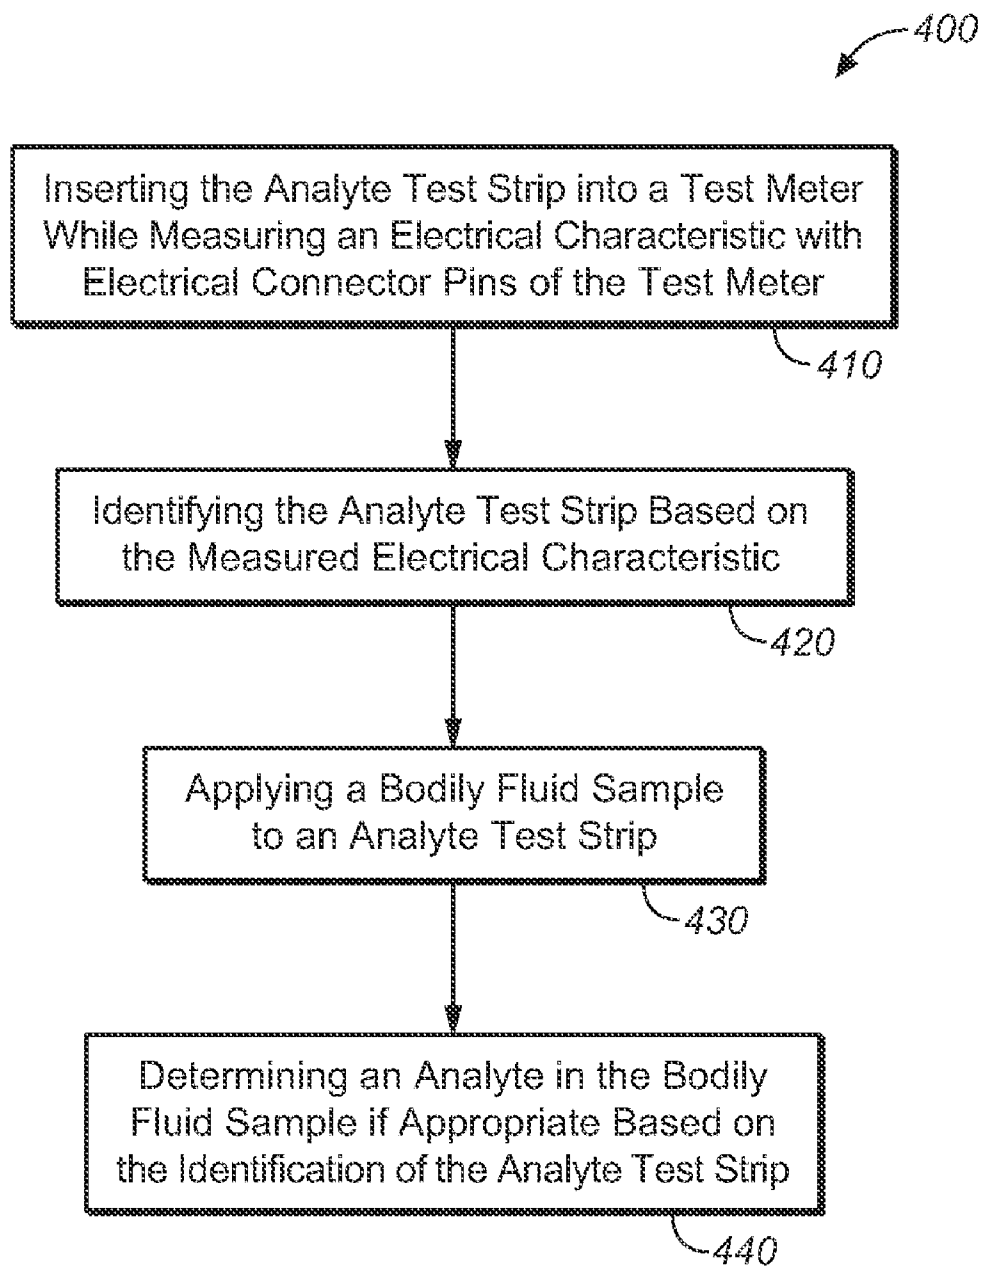 400
Inserting the Analyte Test Strip into a Test Meter
While Measuring an Electrical Characteristic with
Electrical Connector Pins of the Test Meter
410
Identifying the Analyte Test Strip Based on
the Measured Electrical Characteristic
420
Applying a Bodily Fluid Sample
to an Analyte Test Strip
430
Determining an Analyte in the Bodily
Fluid Sample if Appropriate Based on
the Identification of the Analyte Test Strip
440